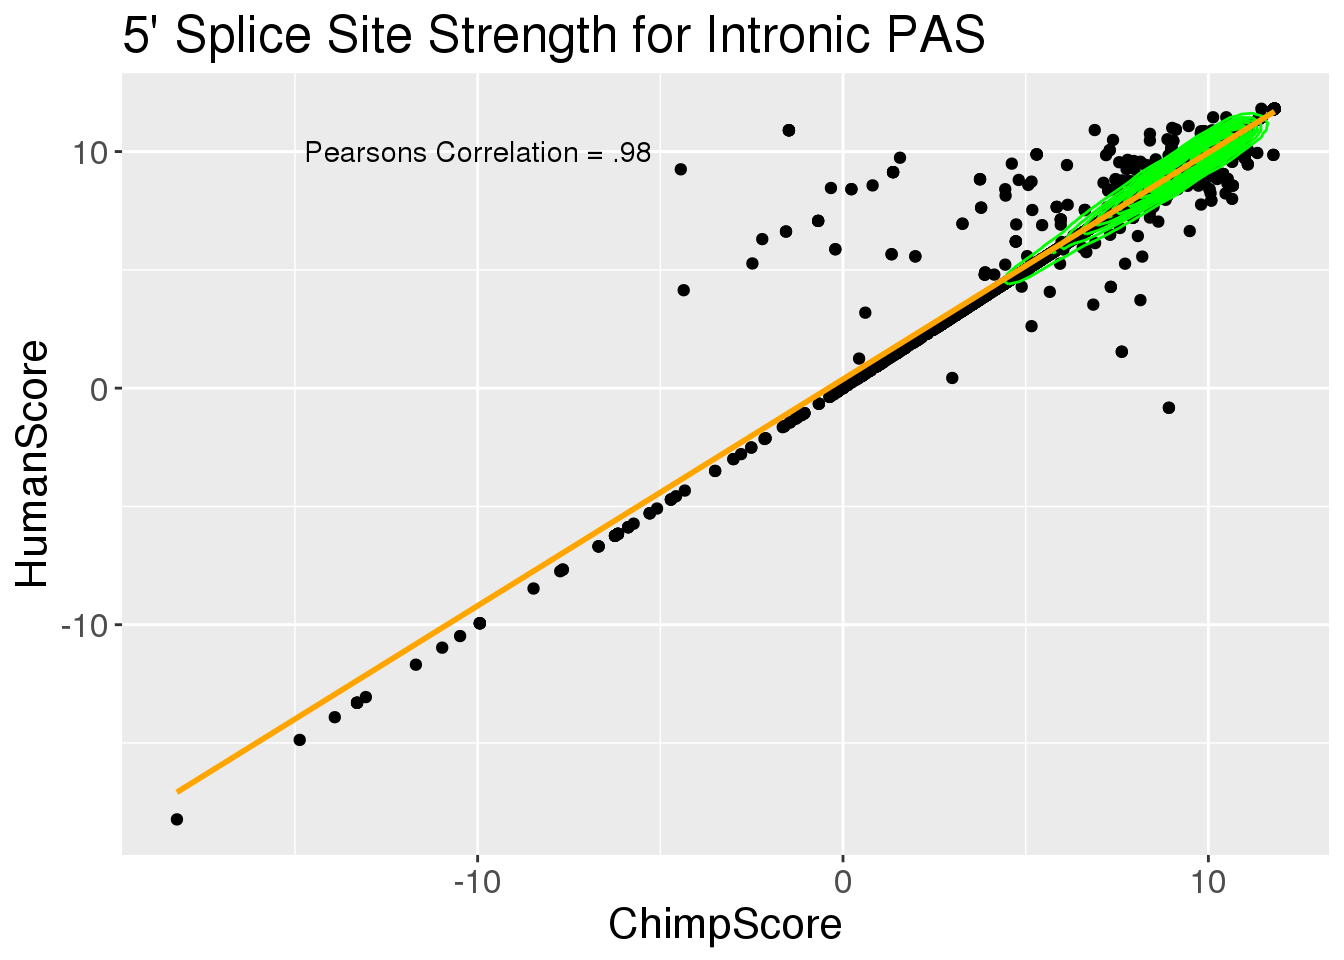 5' Splice Site Strength for Intronic PAS
Pearsons Correlation = .98
HumanScore
10
0
-10
-10 0 10
ChimpScore